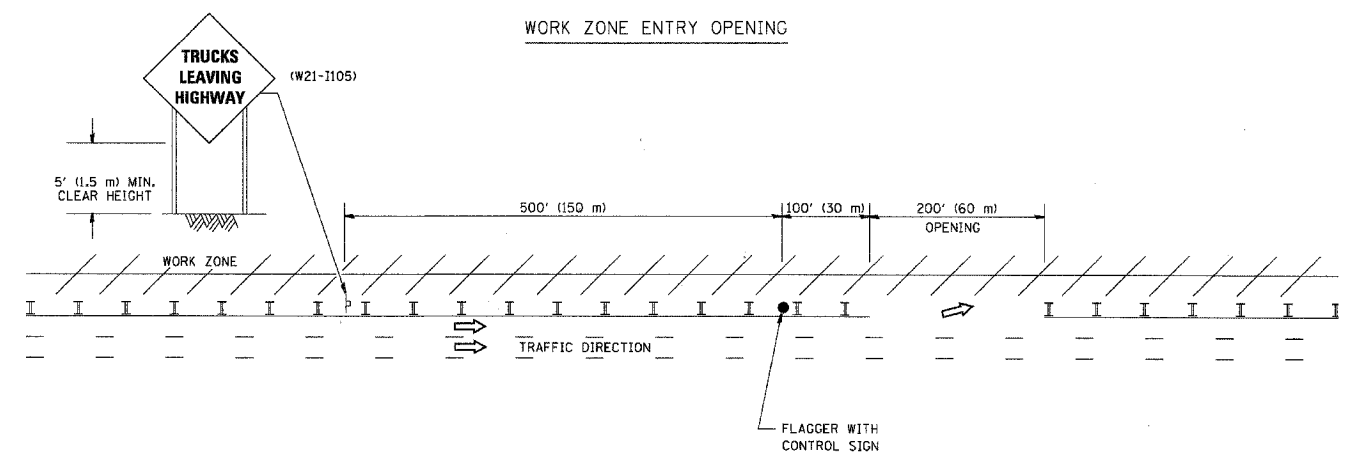 WORK ZONE ENTRY OPENING
TRUCKS
LEAVING
HIGHWAY
(W21-I105)
5' (1.5 m) MIN.
CLEAR HEIGHT
500' (150 m)
100' (30 m)
200' (60 m)
OPENING
WORK ZONE
TRAFFIC DIRECTION
FLAGGER WITH
CONTROL SIGN